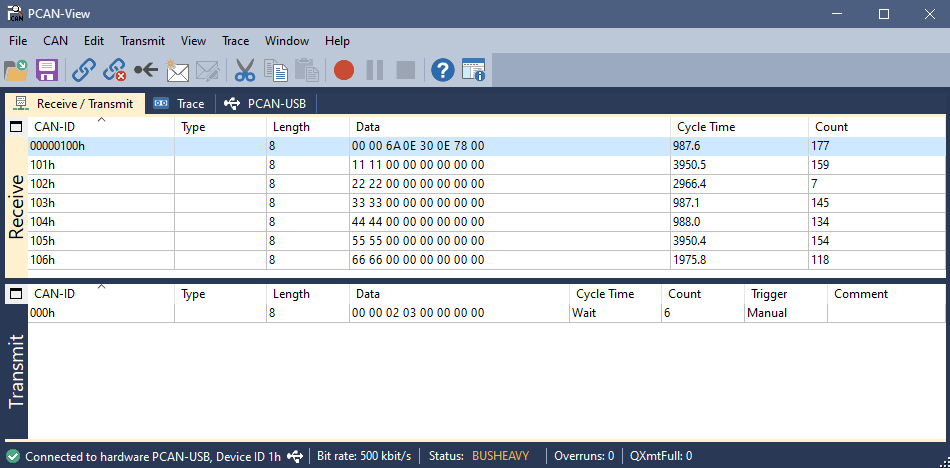 PCAN-View
File CAN Edit Transmit View Trace Window Help
Receive / Transmit Trace PCAN-USB
CAN-ID Type Length Data Cycle Time Count
00000100h 8 00 00 6A 0E 30 0E 78 00 987.6 177
101h 8 11 11 00 00 00 00 00 00 3950.5 159
102h 8 22 22 00 00 00 00 00 00 2966.4 7
103h 8 33 33 00 00 00 00 00 00 987.1 145
104h 8 44 44 00 00 00 00 00 00 988.0 134
105h 8 55 55 00 00 00 00 00 00 3950.4 154
106h 8 66 66 00 00 00 00 00 00 1975.8 118
Receive
CAN-ID Type Length Data Cycle Time Count Trigger Comment
000h 8 00 00 02 03 00 00 00 00 Wait 6 Manual
Transmit
Connected to hardware PCAN-USB, Device ID 1h Bit rate: 500 kbit/s Status: BUSHEAVY Overruns: 0 QXmtFull: 0